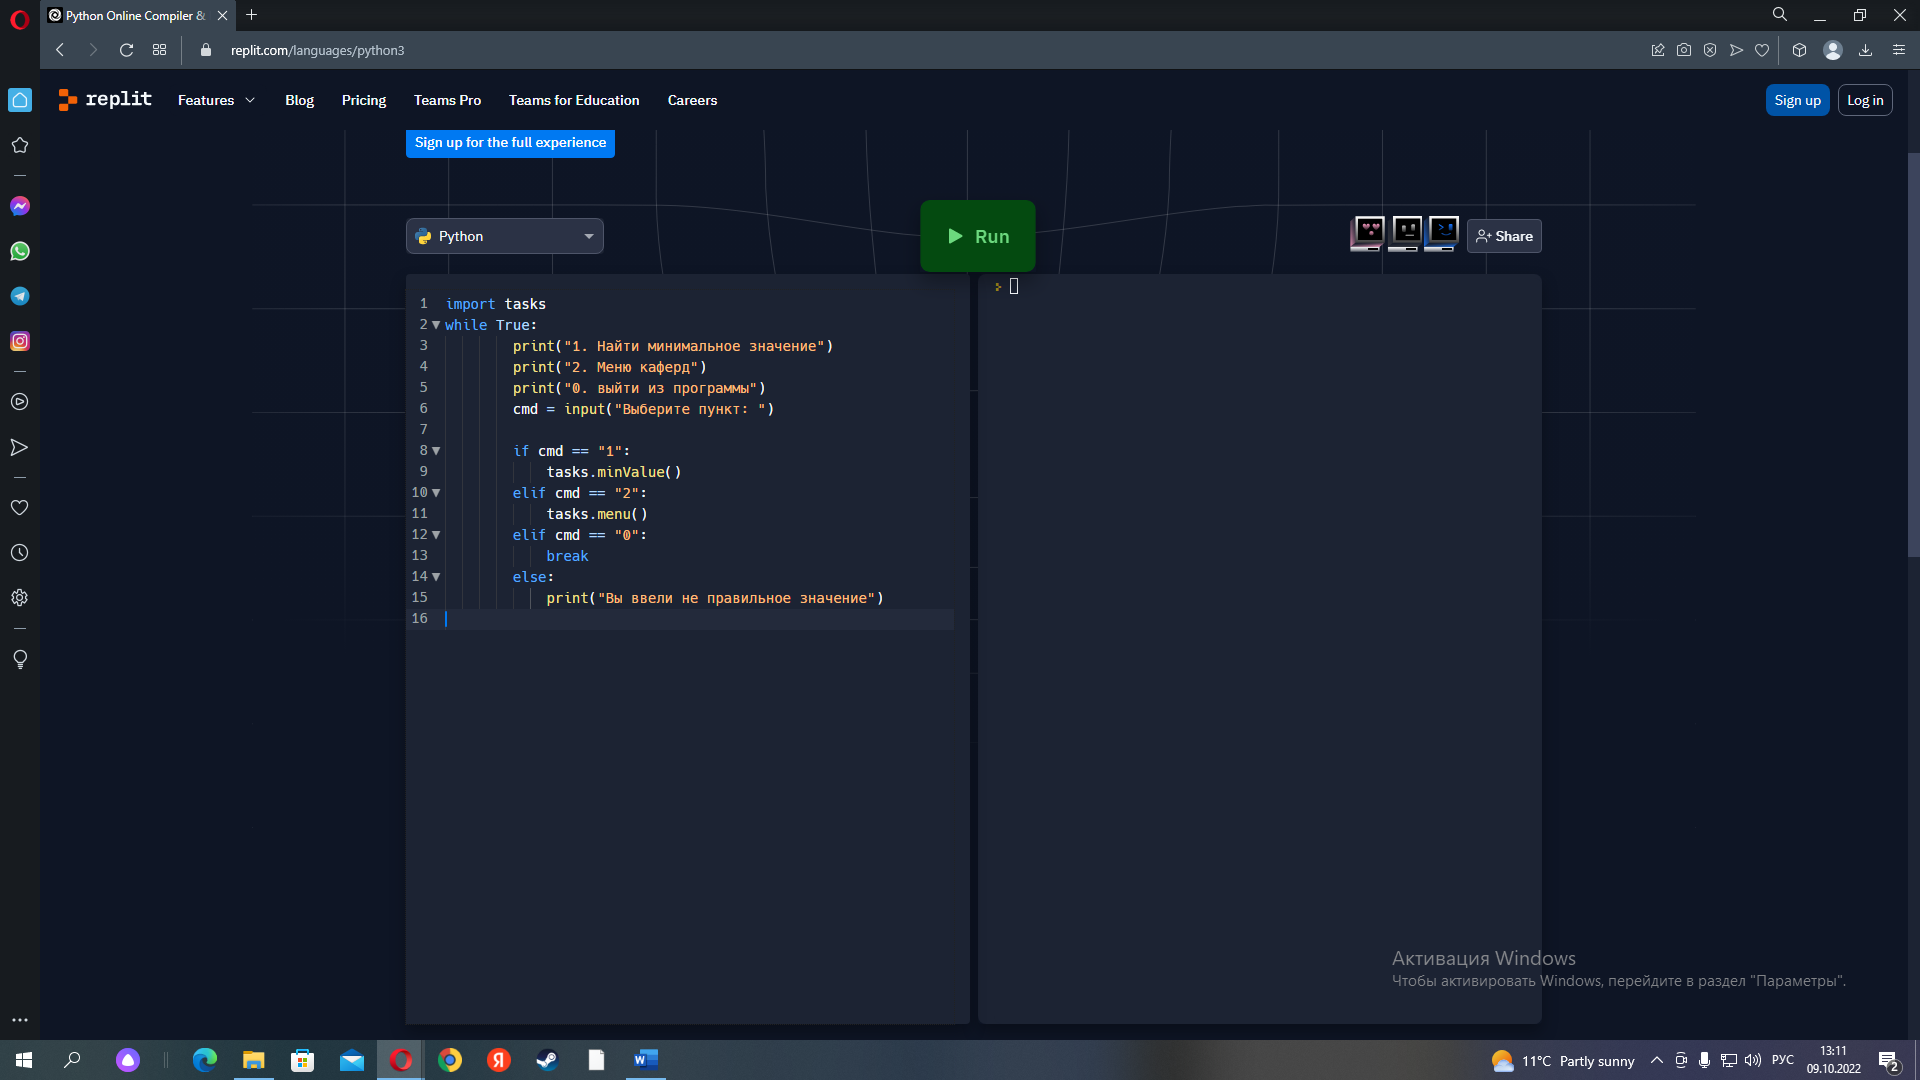 Python Online Compiler &
replit.com/languages/python3
replit
Features
Blog
Pricing
Teams Pro
Teams for Education
Careers
Sign up
Log in
Sign up for the full experience
Python
Run
Share
1 import tasks
2 while True:
3 print("1. Найти минимальное значение")
4 print("2. Меню каферд")
5 print("0. выйти из программы")
6 cmd = input("Выберите пункт: ")
7
8 if cmd == "1":
9 tasks.minValue()
10 elif cmd == "2":
11 tasks.menu()
12 elif cmd == "0":
13 break
14 else:
15 print("Вы ввели не правильное значение")
16
Активация Windows
Чтобы активировать Windows, перейдите в раздел "Параметры".
11°C Partly sunny
РУС
13:11
09.10.2022
2